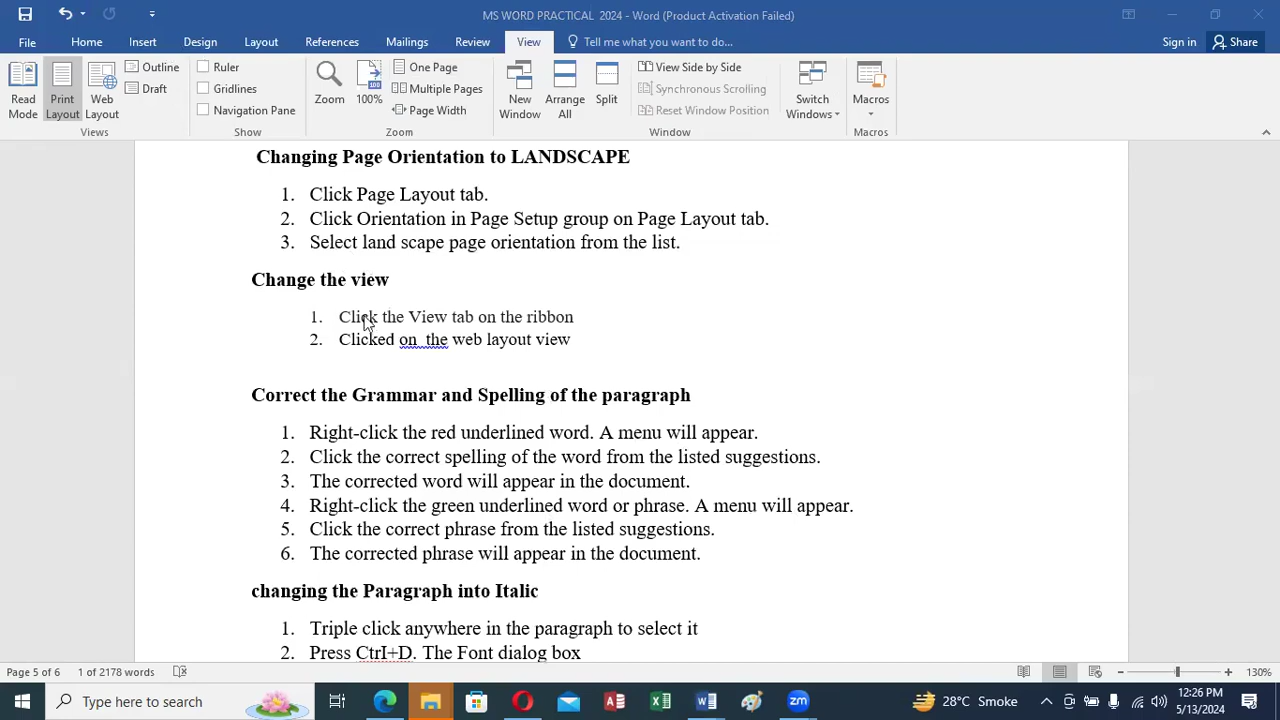 MS WORD PRACTICAL 2024 - Word (Product Activation Failed)
File Home Insert Design Layout References Mailings Review View Tell me what you want to do... Sign in Share
Read Mode
Print Layout
Web Layout
Outline
Draft
Views
Ruler
Gridlines
Navigation Pane
Show
Zoom
100
100%
One Page
Multiple Pages
Page Width
Zoom
New Window
Arrange All
Split
View Side by Side
Synchronous Scrolling
Reset Window Position
Window
Switch Windows
Macros
Macros
Changing Page Orientation to LANDSCAPE
1. Click Page Layout tab.
2. Click Orientation in Page Setup group on Page Layout tab.
3. Select land scape page orientation from the list.
Change the view
1. Click the View tab on the ribbon
2. Clicked on the web layout view
Correct the Grammar and Spelling of the paragraph
1. Right-click the red underlined word. A menu will appear.
2. Click the correct spelling of the word from the listed suggestions.
3. The corrected word will appear in the document.
4. Right-click the green underlined word or phrase. A menu will appear.
5. Click the correct phrase from the listed suggestions.
6. The corrected phrase will appear in the document.
changing the Paragraph into Italic
1. Triple click anywhere in the paragraph to select it
2. Press CtrI+D. The Font dialog box
Page 5 of 6 1 of 2178 words 130%
Type here to search 28°C Smoke 12:26 PM
5/13/2024